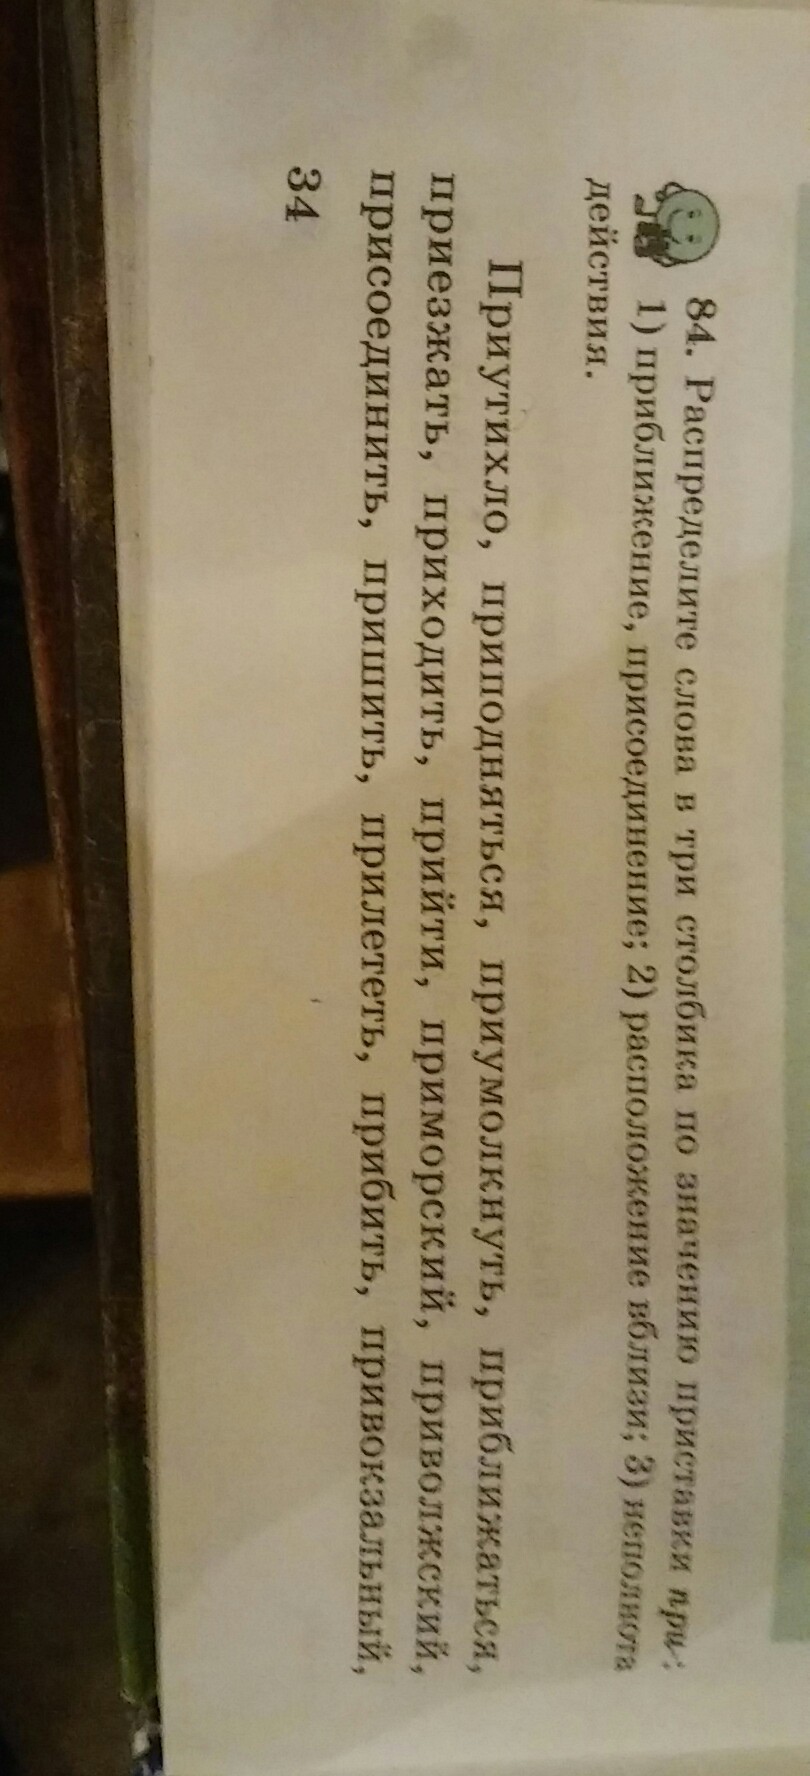 84. Распределите слова в три столбика по значению приставки при-:
1) приближение, присоединение; 2) расположение вблизи; 3) неполнота
действия.
Приутихло, приподняться, приумолкнуть, приближаться,
приезжать, приходить, прийти, приморский, приволжский,
присоединить, пришить, прилететь, прибить, привокзальный,
34